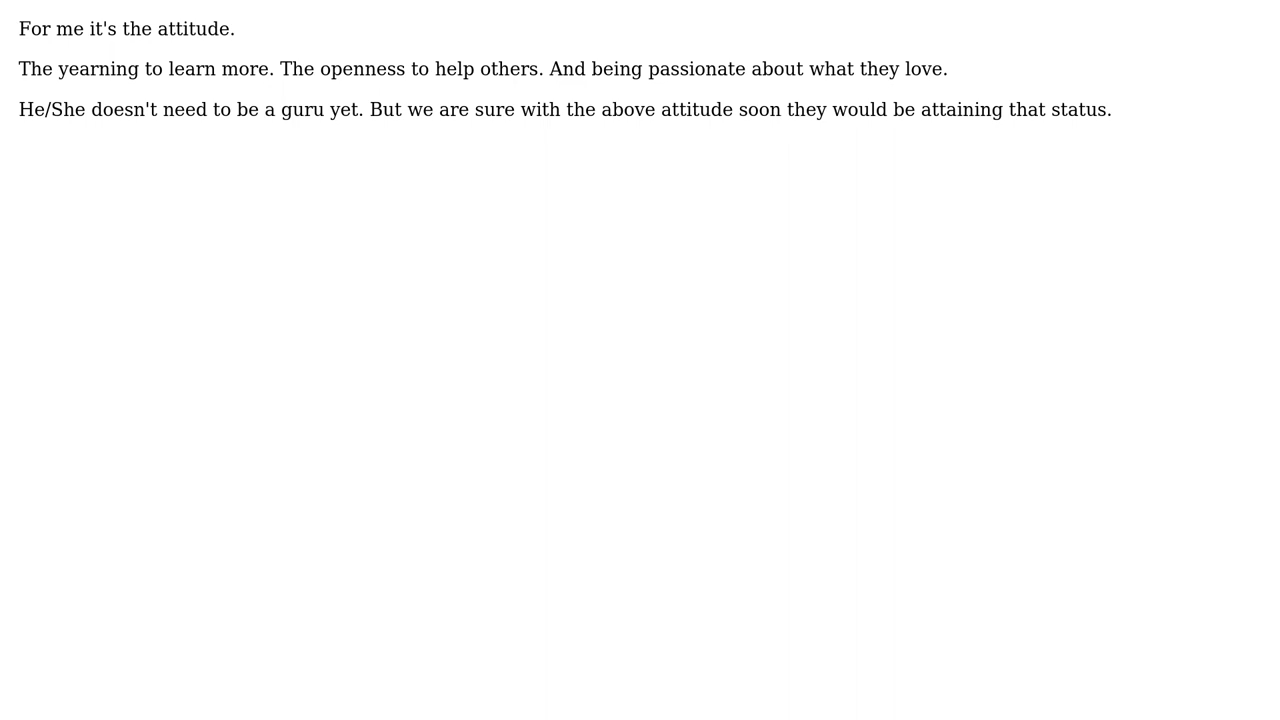 For me it's the attitude.
The yearning to learn more. The openness to help others. And being passionate about what they love.
He/She doesn't need to be a guru yet. But we are sure with the above attitude soon they would be attaining that status.